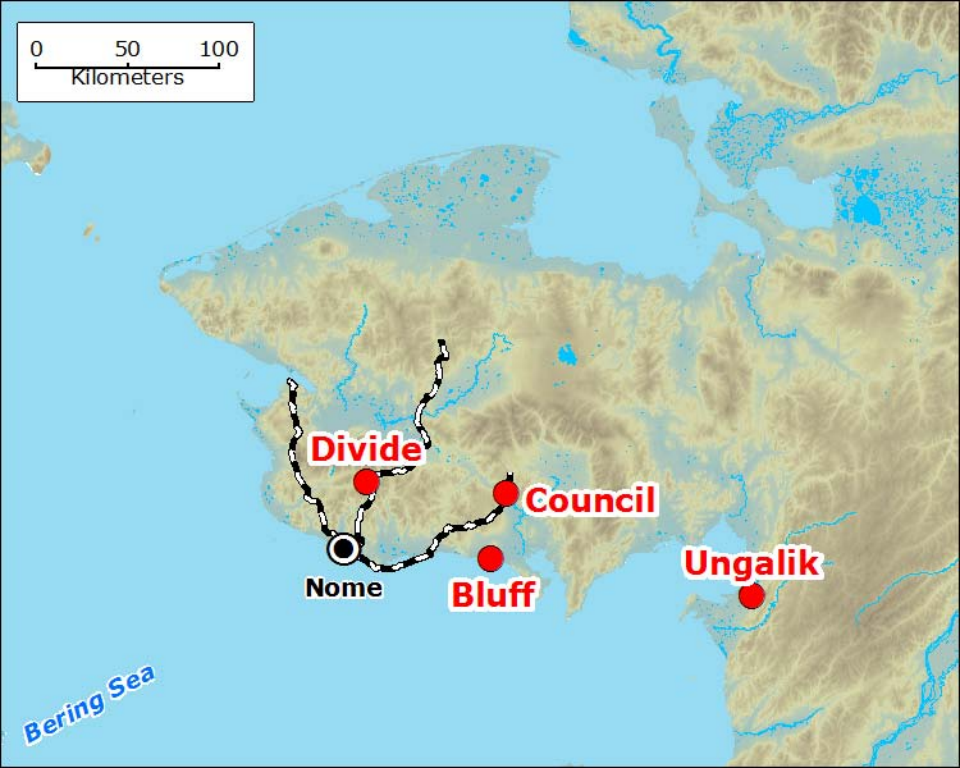 0 50 100
Kilometers
Divide
Council
Ungalik
Nome
Bluff
Bering Sea